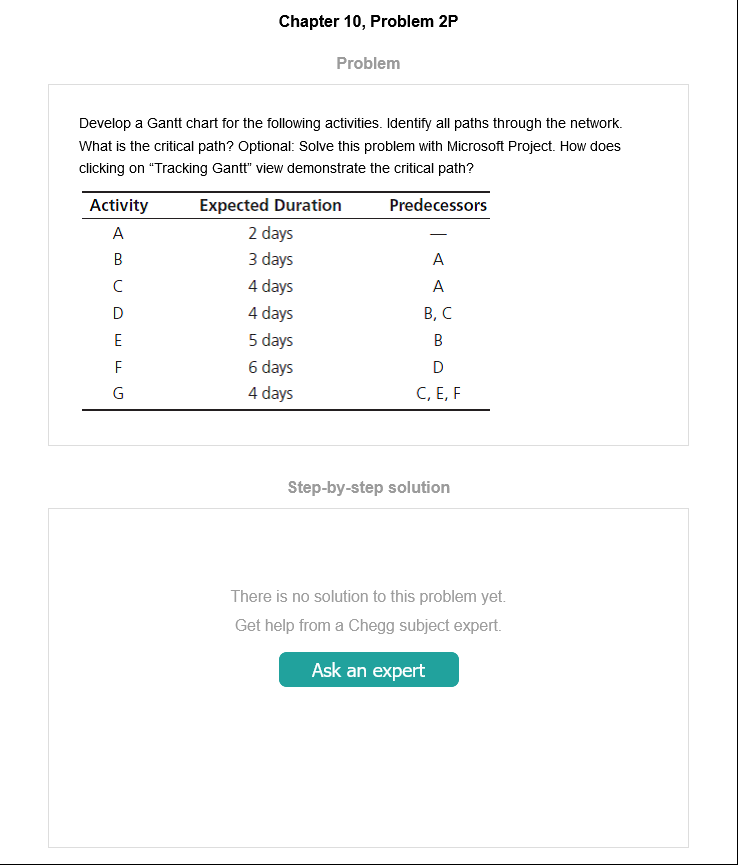 Chapter 10, Problem 2P
Problem
Develop a Gantt chart for the following activities. Identify all paths through the network.
What is the critical path? Optional: Solve this problem with Microsoft Project. How does
clicking on “Tracking Gantt” view demonstrate the critical path?
Activity Expected Duration Predecessors
A 2 days —
B 3 days A
C 4 days A
D 4 days B, C
E 5 days B
F 6 days D
G 4 days C, E, F
Step-by-step solution
There is no solution to this problem yet.
Get help from a Chegg subject expert.
Ask an expert